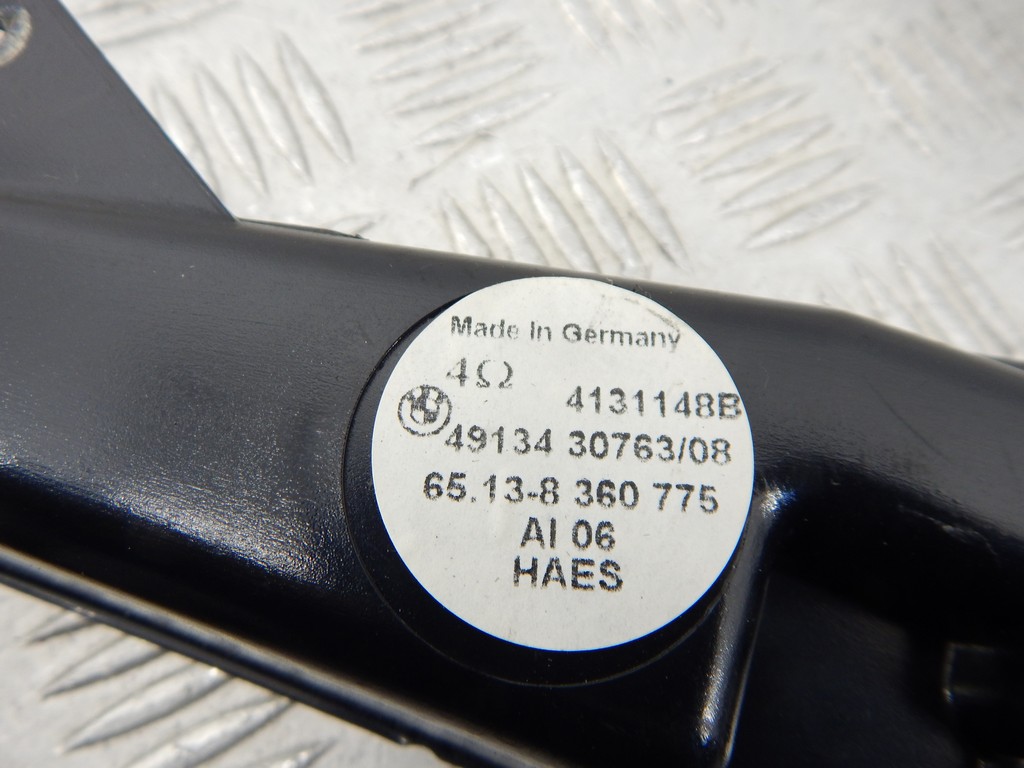 Made In Germany
4Ω
4131148B
49134 30763/08
65.13-8 360 775
AI 06
HAES